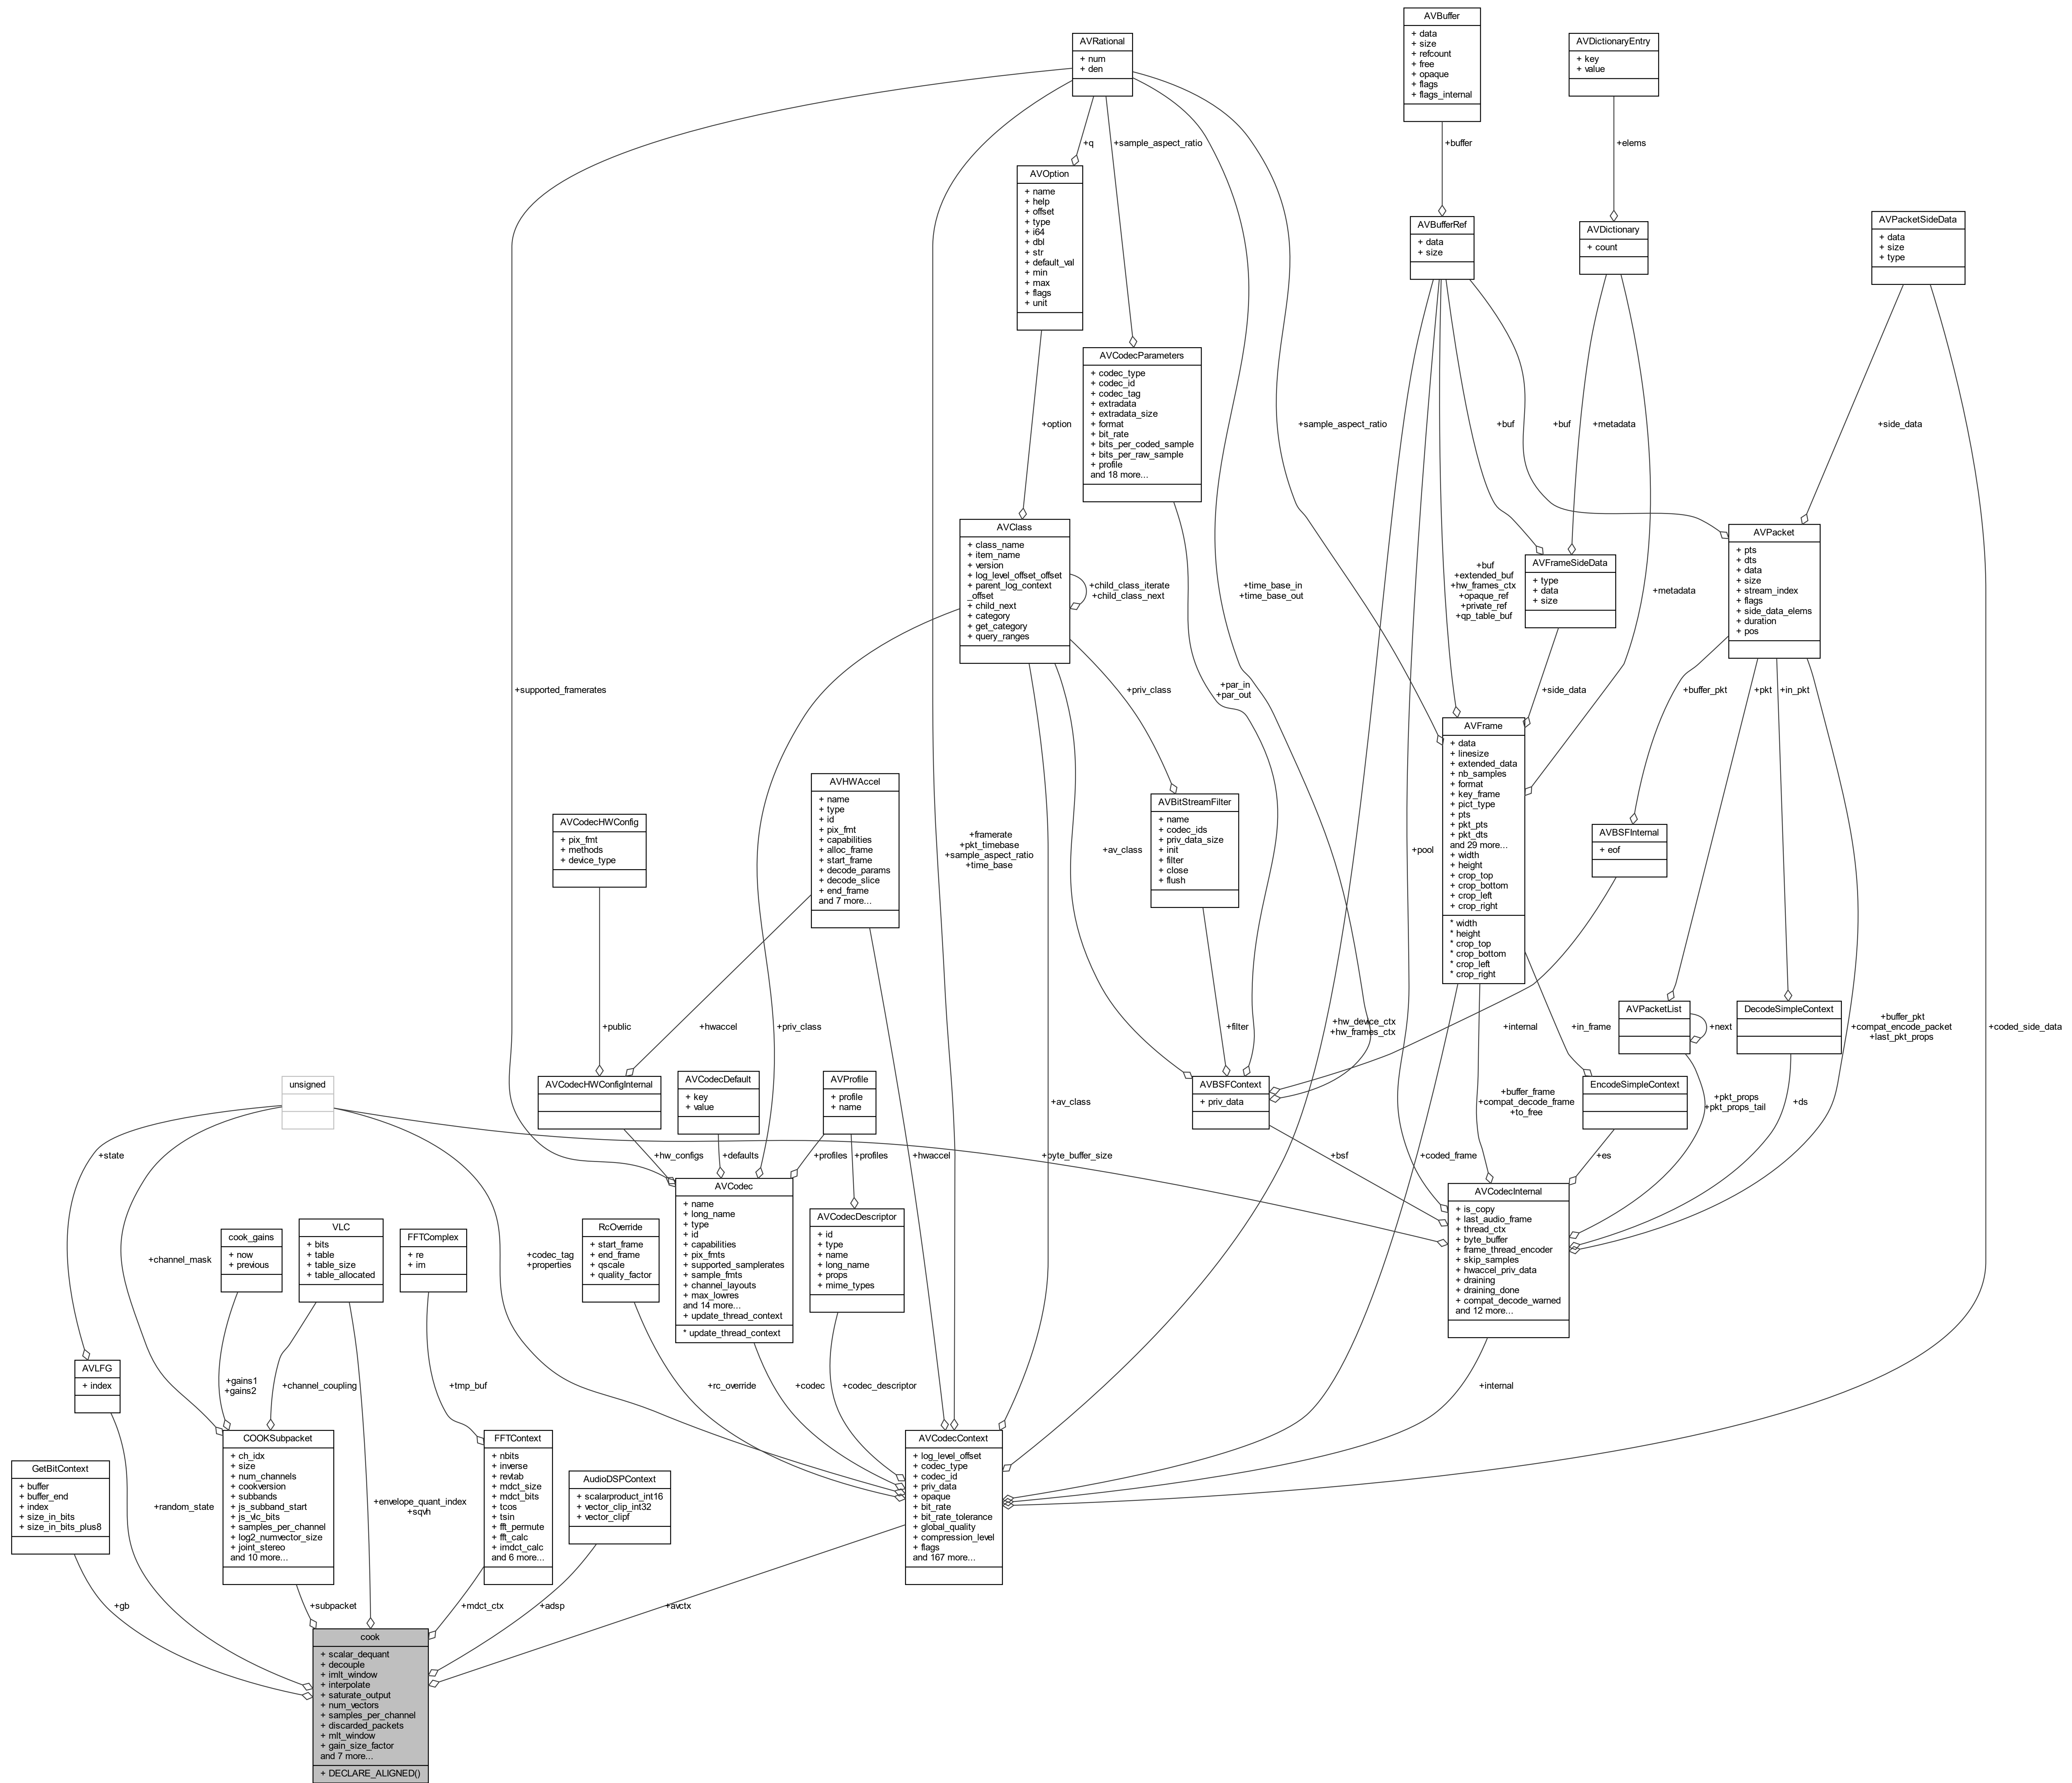 AVBuffer
+ data
+ size
+ refcount
+ free
+ opaque
+ flags
+ flags_internal
AVRational
+ num
+ den
AVDictionaryEntry
+ key
+ value
+q
+sample_aspect_ratio
+buffer
+elems
AVOption
+ name
+ help
+ offset
+ type
+ i64
+ dbl
+ str
+ default_val
+ min
+ max
+ flags
+ unit
AVBufferRef
+ data
+ size
AVDictionary
+ count
AVPacketSideData
+ data
+ size
+ type
AVCodecParameters
+ codec_type
+ codec_id
+ codec_tag
+ extradata
+ extradata_size
+ format
+ bit_rate
+ bits_per_coded_sample
+ bits_per_raw_sample
+ profile
and 18 more...
+option
+sample_aspect_ratio
+buf
+buf
+metadata
+side_data
AVClass
+ class_name
+ item_name
+ version
+ log_level_offset_offset
+ parent_log_context
_offset
+ child_next
+ category
+ get_category
+ query_ranges
+child_class_iterate
+child_class_next
+time_base_in
+time_base_out
+buf
+extended_buf
+hw_frames_ctx
+opaque_ref
+private_ref
+qp_table_buf
AVFrameSideData
+ type
+ data
+ size
+metadata
AVPacket
+ pts
+ dts
+ data
+ size
+ stream_index
+ flags
+ side_data_elems
+ duration
+ pos
+supported_framerates
+priv_class
+par_in
+par_out
+side_data
+buffer_pkt
+pkt
+in_pkt
AVFrame
+ data
+ linesize
+ extended_data
+ nb_samples
+ format
+ key_frame
+ pict_type
+ pts
+ pkt_pts
+ pkt_dts
and 29 more...
+ width
+ height
+ crop_top
+ crop_bottom
+ crop_left
+ crop_right
* width
* height
* crop_top
* crop_bottom
* crop_left
* crop_right
AVHWAccel
+ name
+ type
+ id
+ pix_fmt
+ capabilities
+ alloc_frame
+ start_frame
+ decode_params
+ decode_slice
+ end_frame
and 7 more...
AVCodecHWConfig
+ pix_fmt
+ methods
+ device_type
+framerate
+pkt_timebase
+sample_aspect_ratio
+time_base
+av_class
AVBitStreamFilter
+ name
+ codec_ids
+ priv_data_size
+ init
+ filter
+ close
+ flush
+pool
AVBSFInternal
+ eof
+public
+hwaccel
+priv_class
+filter
+hw_device_ctx
+hw_frames_ctx
+internal
+in_frame
AVPacketList
+next
DecodeSimpleContext
+buffer_pkt
+compat_encode_packet
+last_pkt_props
+coded_side_data
unsigned
AVCodecHWConfigInternal
AVCodecDefault
+ key
+ value
AVProfile
+ profile
+ name
+av_class
AVBSFContext
+ priv_data
+buffer_frame
+compat_decode_frame
+to_free
EncodeSimpleContext
+pkt_props
+pkt_props_tail
+ds
+state
+hw_configs
+defaults
+profiles
+profiles
+hwaccel
+byte_buffer_size
+bsf
+coded_frame
+es
+channel_mask
cook_gains
+ now
+ previous
VLC
+ bits
+ table
+ table_size
+ table_allocated
FFTComplex
+ re
+ im
+codec_tag
+properties
RcOverride
+ start_frame
+ end_frame
+ qscale
+ quality_factor
AVCodec
+ name
+ long_name
+ type
+ id
+ capabilities
+ pix_fmts
+ supported_samplerates
+ sample_fmts
+ channel_layouts
+ max_lowres
and 14 more...
+ update_thread_context
* update_thread_context
AVCodecDescriptor
+ id
+ type
+ name
+ long_name
+ props
+ mime_types
AVCodecInternal
+ is_copy
+ last_audio_frame
+ thread_ctx
+ byte_buffer
+ frame_thread_encoder
+ skip_samples
+ hwaccel_priv_data
+ draining
+ draining_done
+ compat_decode_warned
and 12 more...
AVLFG
+ index
+gains1
+gains2
+channel_coupling
+tmp_buf
+rc_override
+codec
+codec_descriptor
+internal
GetBitContext
+ buffer
+ buffer_end
+ index
+ size_in_bits
+ size_in_bits_plus8
+random_state
COOKSubpacket
+ ch_idx
+ size
+ num_channels
+ cookversion
+ subbands
+ js_subband_start
+ js_vlc_bits
+ samples_per_channel
+ log2_numvector_size
+ joint_stereo
and 10 more...
+envelope_quant_index
+sqvh
FFTContext
+ nbits
+ inverse
+ revtab
+ mdct_size
+ mdct_bits
+ tcos
+ tsin
+ fft_permute
+ fft_calc
+ imdct_calc
and 6 more...
AudioDSPContext
+ scalarproduct_int16
+ vector_clip_int32
+ vector_clipf
AVCodecContext
+ log_level_offset
+ codec_type
+ codec_id
+ priv_data
+ opaque
+ bit_rate
+ bit_rate_tolerance
+ global_quality
+ compression_level
+ flags
and 167 more...
+gb
+subpacket
+mdct_ctx
+adsp
+avctx
cook
+ scalar_dequant
+ decouple
+ imlt_window
+ interpolate
+ saturate_output
+ num_vectors
+ samples_per_channel
+ discarded_packets
+ mlt_window
+ gain_size_factor
and 7 more...
+ DECLARE_ALIGNED()